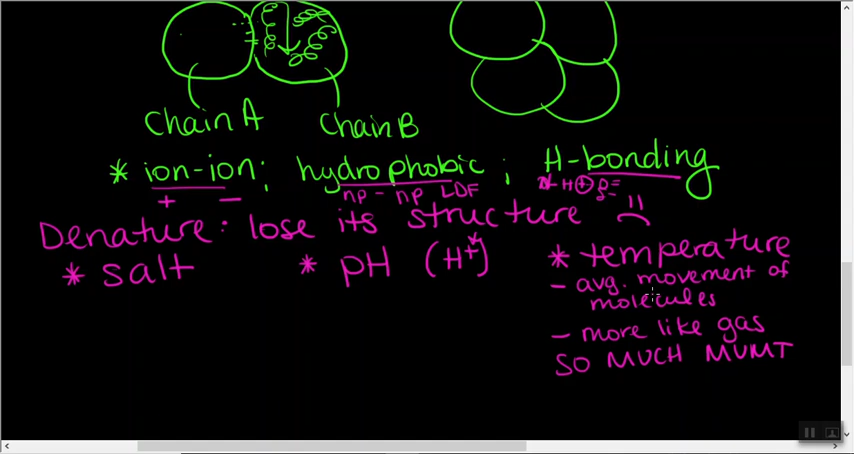 Chain A
Chain B
* ion-ion; hydrophobic ; H-bonding
+ − np - np LDF
Denature: lose its structure
* salt
* pH (H+)
* temperature
- avg. movement of
molecules
- more like gas
SO MUCH MVMT